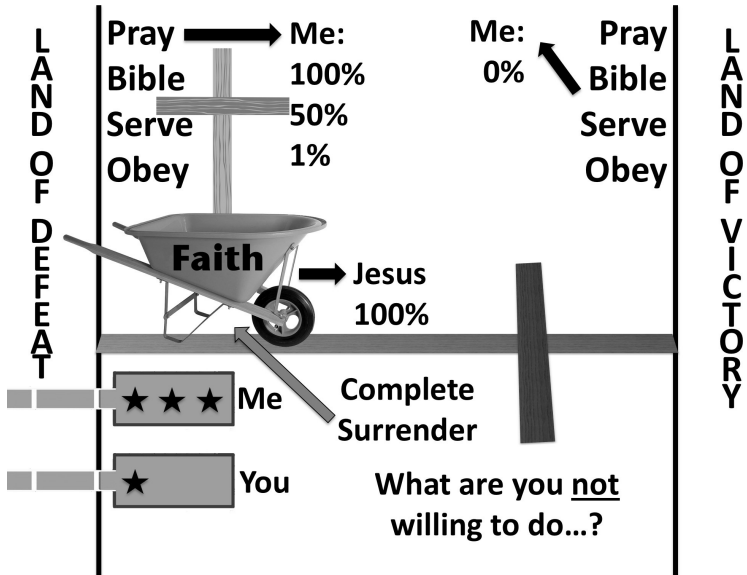 LAND OF DEFEAT
Pray
Bible
Serve
Obey
Me:
100%
50%
1%
Me:
0%
Pray
Bible
Serve
Obey
LAND OF VICTORY
Faith
Jesus
100%
Complete
Surrender
Me
You
What are you not
willing to do...?